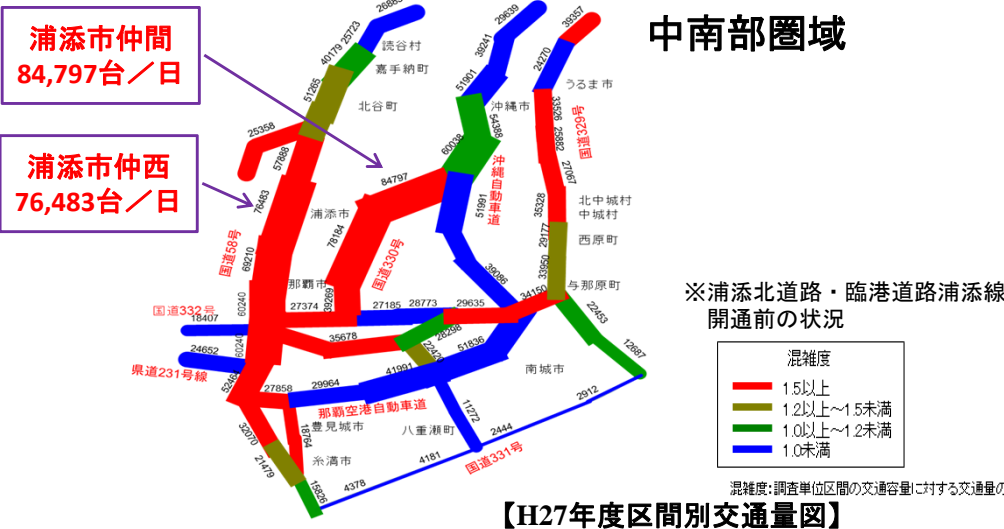 中南部圏域
浦添市仲間
84,797台／日
浦添市仲西
76,483台／日
26885
25723
読谷村
40179
嘉手納町
51265
北谷町
25358
57888
76483
浦添市
国道58号
69210
60240
那覇市
国道332号
18407
24652
60240
県道231号線
29639
39241
51901
沖縄市
54388
60038
沖縄自動車道
84797
78184
国道330号
51991
39086
39269
27374
27185
28773
29635
34150
39357
24270
うるま市
33526
国道329号
25882
27067
35328
北中城村
中城村
29177
西原町
33950
与那原町
22453
12687
35678
28298
51836
41991
29964
27858
那覇空港自動車道
南城市
豊見城市
18764
32070
21479
糸満市
15826
八重瀬町
11272
2912
2444
国道331号
4181
4378
※浦添北道路・臨港道路浦添線
開通前の状況
混雑度
1.5以上
1.2以上～1.5未満
1.0以上～1.2未満
1.0未満
混雑度：調査単位区間の交通容量に対する交通量の
【H27年度区間別交通量図】